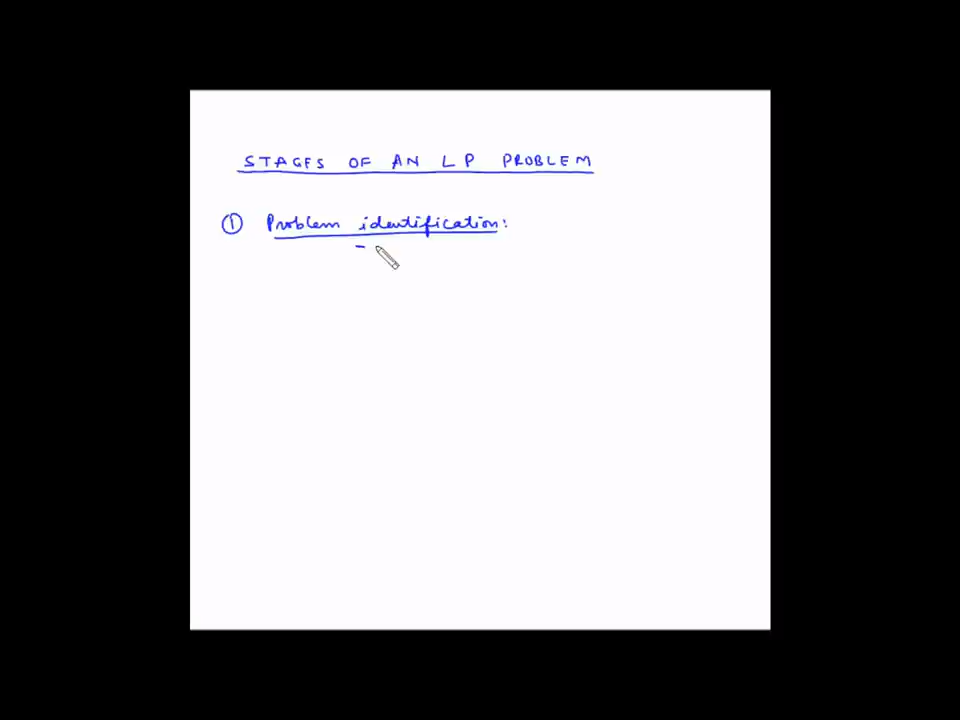 STAGES OF AN LP PROBLEM
① Problem identification:
-